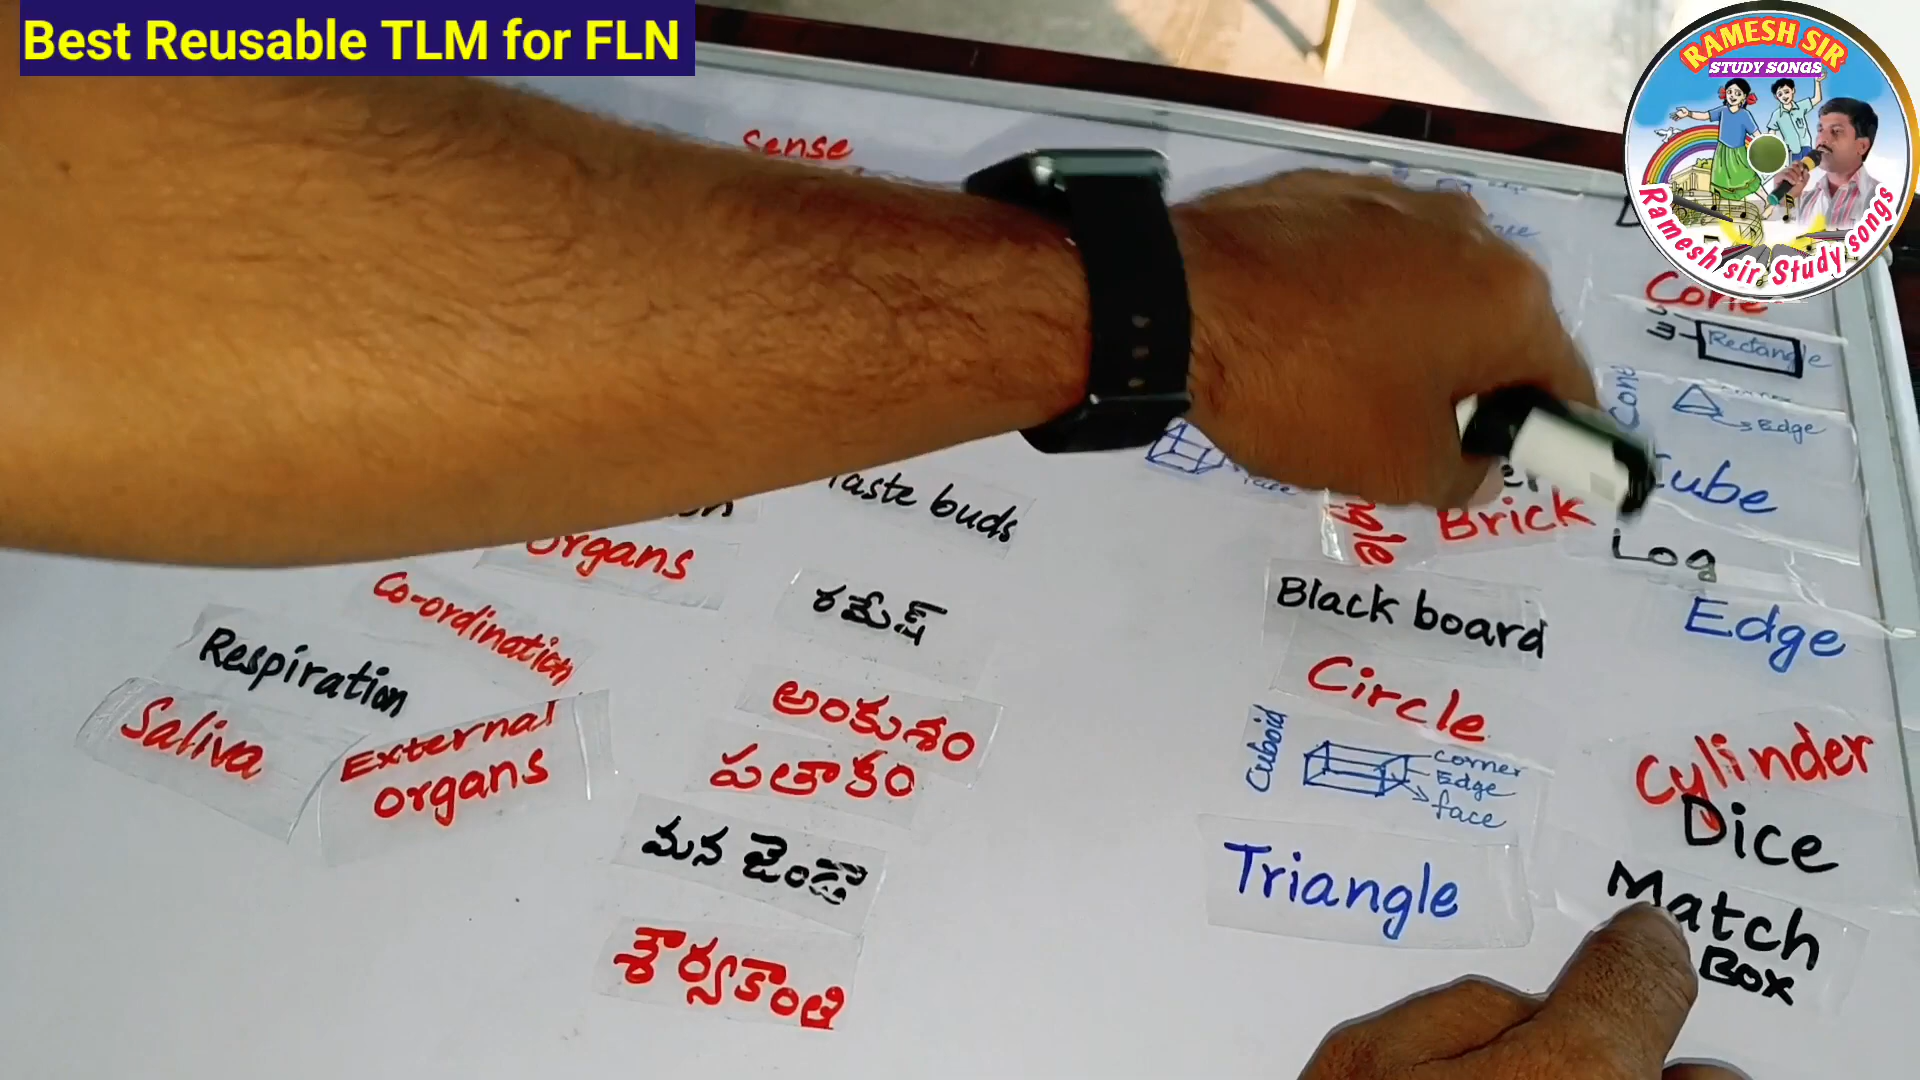 Best Reusable TLM for FLN
RAMESH SIR
STUDY SONGS
Ramesh sir Study songs
Sense
Cone
Rectangle
Edge
Cube
Taste buds
Brick
Log
organs
Co-ordination
Black board
Edge
రమేష్
Respiration
Circle
Saliva
External
organs
అంకుశం
పతాకం
Cuboid
Corner
Edge
face
Cylinder
Dice
మన జెండా
Triangle
Match
Box
శౌర్యకాంతి